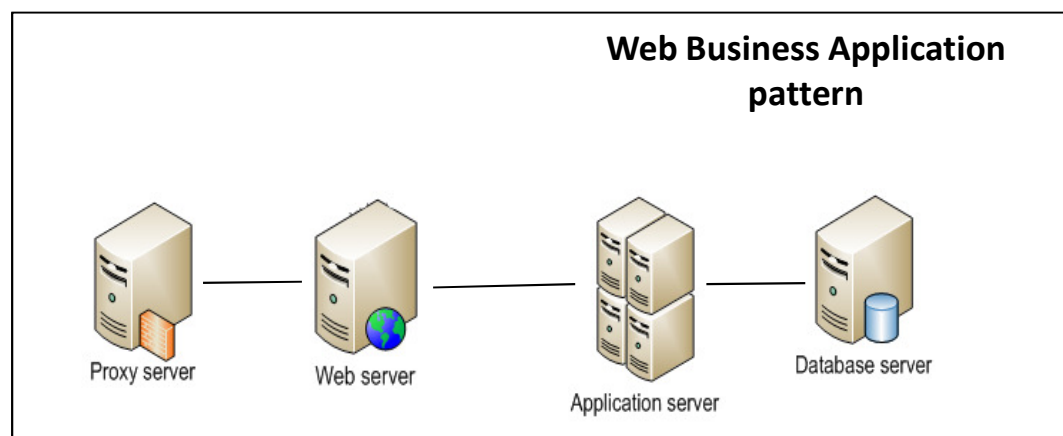 Web Business Application
pattern
Proxy server
Web server
Application server
Database server